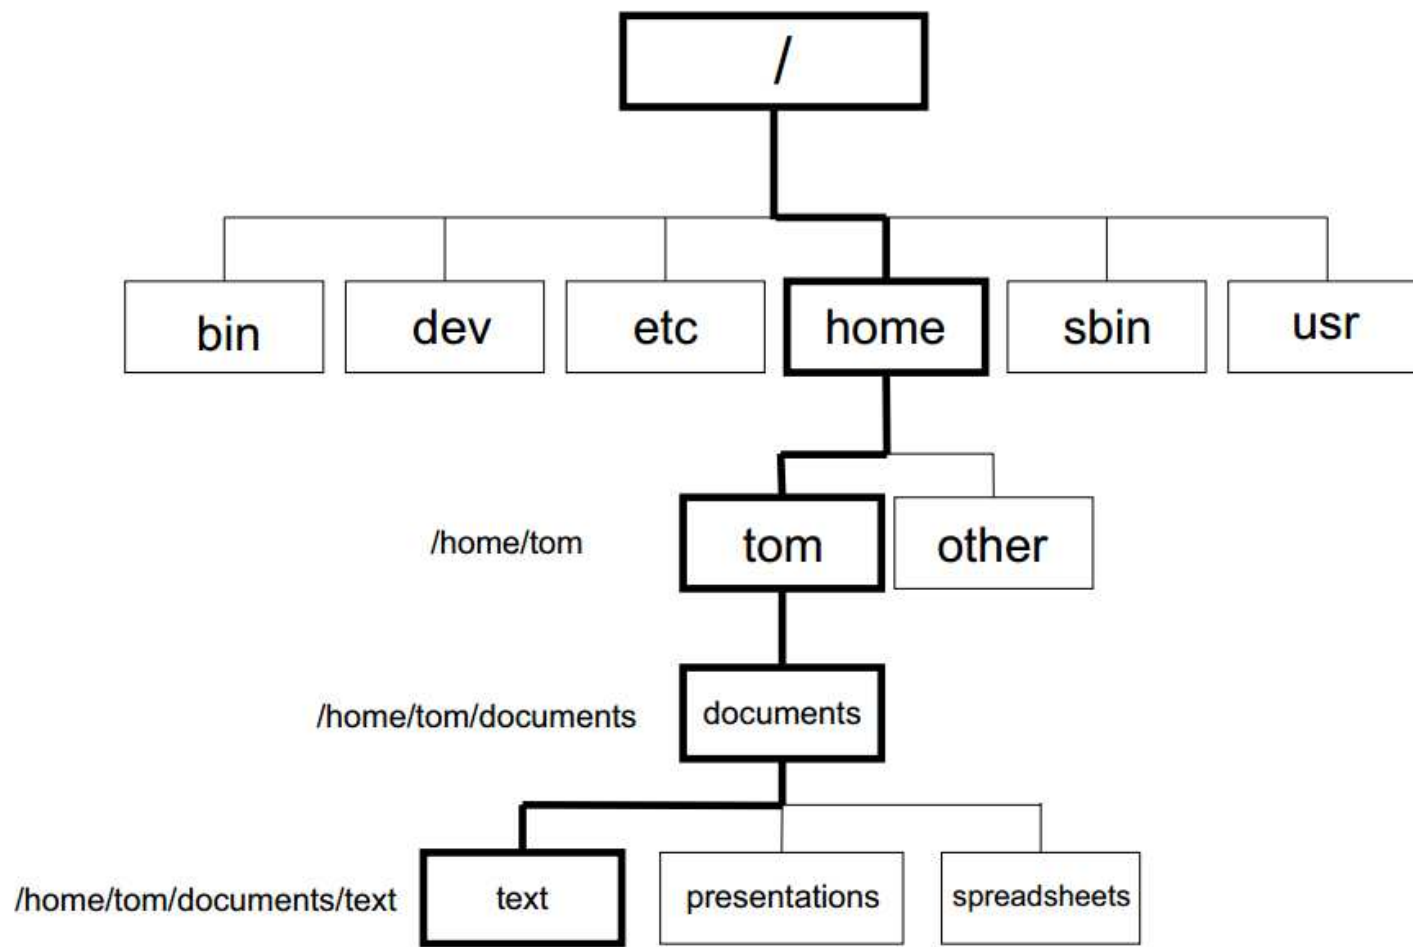 /
bin
dev
etc
home
sbin
usr
/home/tom
tom
other
/home/tom/documents
documents
/home/tom/documents/text
text
presentations
spreadsheets